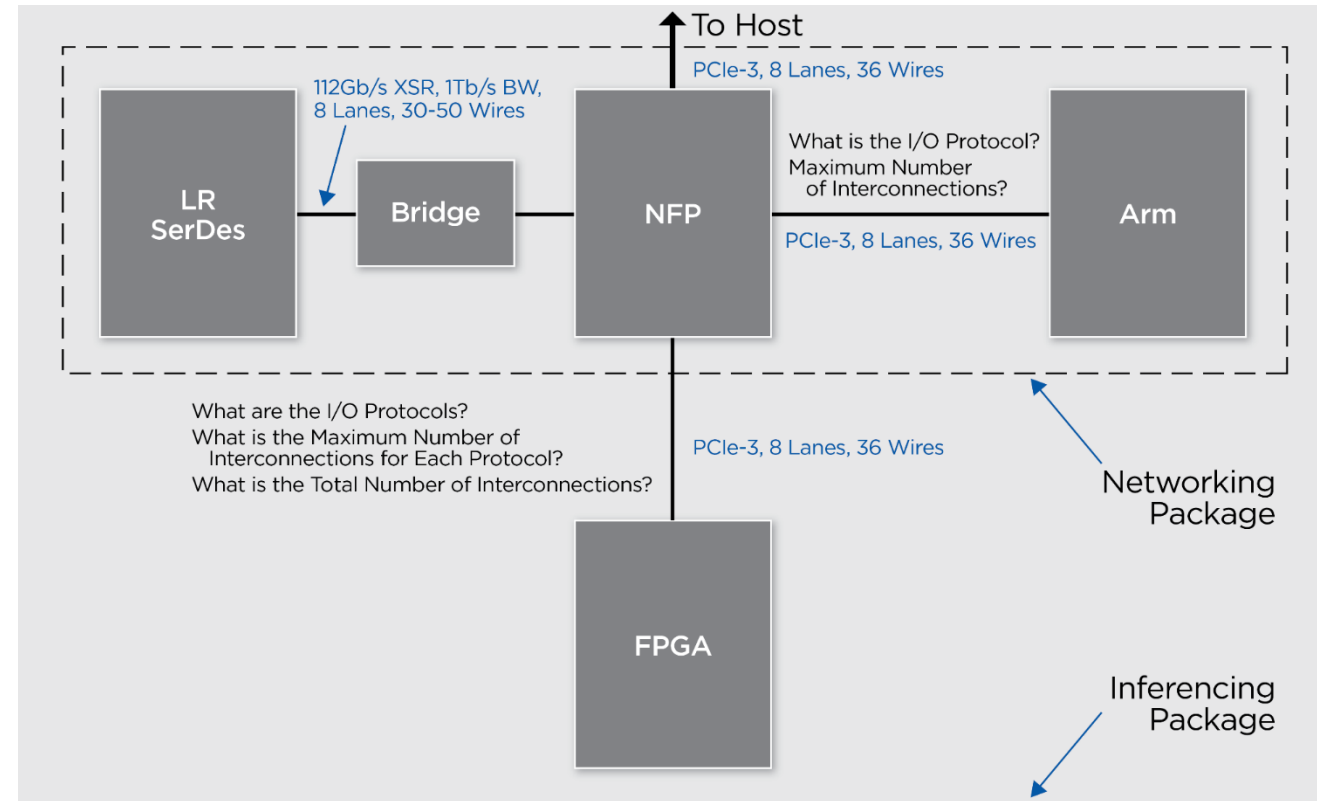 To Host
PCIe-3, 8 Lanes, 36 Wires
112Gb/s XSR, 1Tb/s BW,
8 Lanes, 30-50 Wires
What is the I/O Protocol?
Maximum Number
of Interconnections?
LR
SerDes
Bridge
NFP
Arm
PCIe-3, 8 Lanes, 36 Wires
What are the I/O Protocols?
What is the Maximum Number of
Interconnections for Each Protocol?
What is the Total Number of Interconnections?
PCIe-3, 8 Lanes, 36 Wires
Networking
Package
FPGA
Inferencing
Package